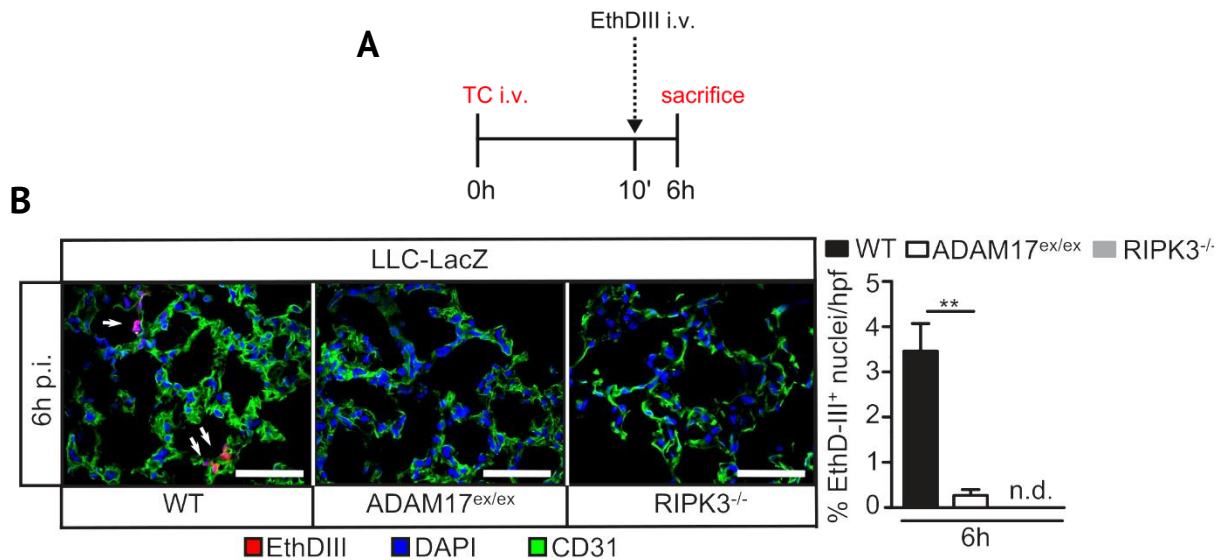 A
EthDIII i.v.
TC i.v.
sacrifice
0h
10'
6h
B
LLC-LacZ
6h p.i.
WT
ADAM17ex/ex
RIPK3-/-
EthDIII
DAPI
CD31
WT
ADAM17ex/ex
RIPK3-/-
% EthD-III+ nuclei/hpf
5
4
3
2
1
0
**
n.d.
6h